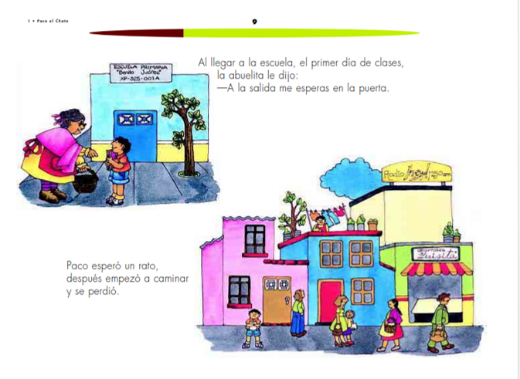 1 • Paco el Chato
9
ESCUELA PRIMARIA
"Benito Juárez"
XP-325-001A
Al llegar a la escuela, el primer día de clases,
la abuelita le dijo:
—A la salida me esperas en la puerta.
Radio
Luisita
Paco esperó un rato,
después empezó a caminar
y se perdió.